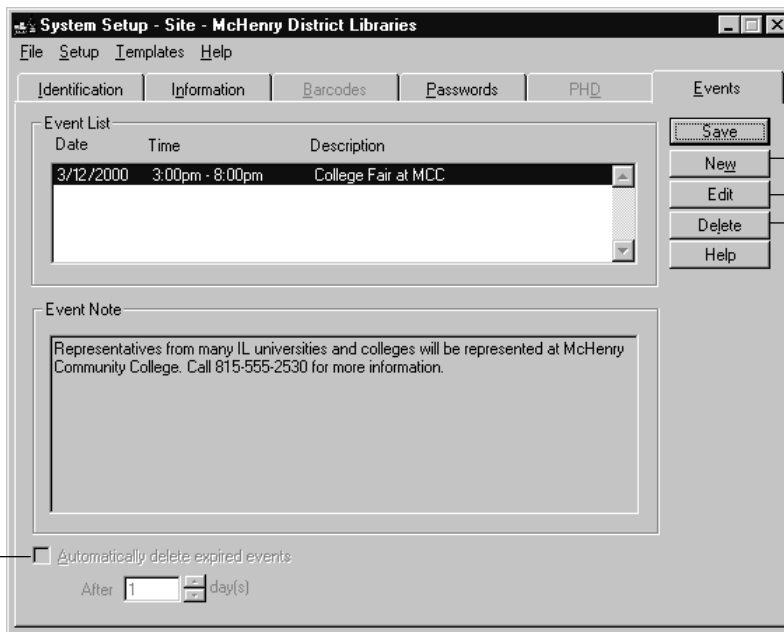 System Setup - Site - McHenry District Libraries
File Setup Templates Help
Identification Information Barcodes Passwords PHD Events
Event List
Date Time Description
3/12/2000 3:00pm - 8:00pm College Fair at MCC
Save
New
Edit
Delete
Help
Event Note
Representatives from many IL universities and colleges will be represented at McHenry
Community College. Call 815-555-2530 for more information.
Automatically delete expired events
After 1 day(s)